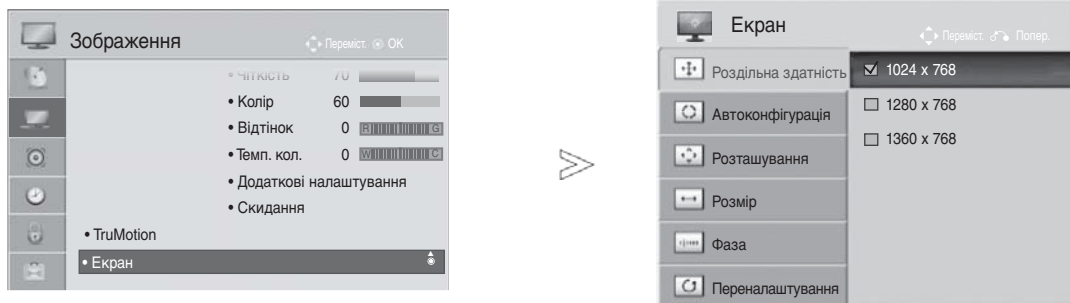 Зображення
Переміст. OK
• Чіткість 70
• Колір 60
• Відтінок 0 R G
• Темп. кол. 0 W C
• Додаткові налаштування
• Скидання
• TruMotion
• Екран
Екран
Переміст. Попер.
Роздільна здатність
Автоконфігурація
Розташування
Розмір
Фаза
Переналаштування
1024 x 768
1280 x 768
1360 x 768